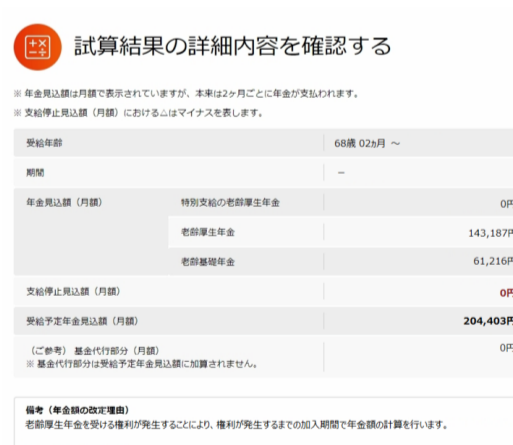 試算結果の詳細内容を確認する
※ 年金見込額は月額で表示されていますが、本来は2ヶ月ごとに年金が支払われます。
※ 支給停止見込額（月額）における△はマイナスを表します。
受給年齢 68歳 02ヵ月 ～
期間 －
年金見込額（月額） 特別支給の老齢厚生年金 0円
老齢厚生年金 143,187円
老齢基礎年金 61,216円
支給停止見込額（月額） 0円
受給予定年金見込額（月額） 204,403円
（ご参考） 基金代行部分（月額） 0円
※ 基金代行部分は受給予定年金見込額に加算されません。
備考（年金額の改定理由）
老齢厚生年金を受ける権利が発生することにより、権利が発生するまでの加入期間で年金額の計算を行います。